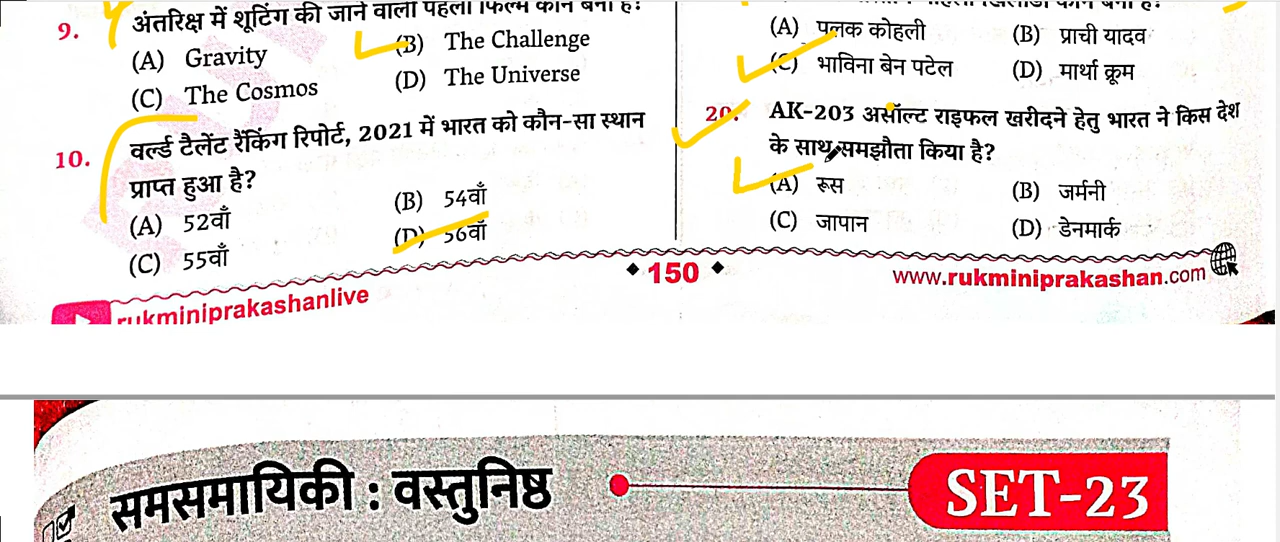 9. अंतरिक्ष में शूटिंग की जाने वाली पहली फिल्म कौन बनी है?
(A) Gravity
(B) The Challenge
(C) The Cosmos
(D) The Universe
10. वर्ल्ड टैलेंट रैंकिंग रिपोर्ट, 2021 में भारत को कौन-सा स्थान
प्राप्त हुआ है?
(A) 52वाँ
(B) 54वाँ
(C) 55वाँ
(D) 56वाँ
rukminiprakashanlive
(A) पलक कोहली
(B) प्राची यादव
(C) भाविना बेन पटेल
(D) मार्था क्रूम
20. AK-203 असॉल्ट राइफल खरीदने हेतु भारत ने किस देश
के साथ समझौता किया है?
(A) रूस
(B) जर्मनी
(C) जापान
(D) डेनमार्क
150
www.rukminiprakashan.com
समसमायिकी : वस्तुनिष्ठ
SET-23